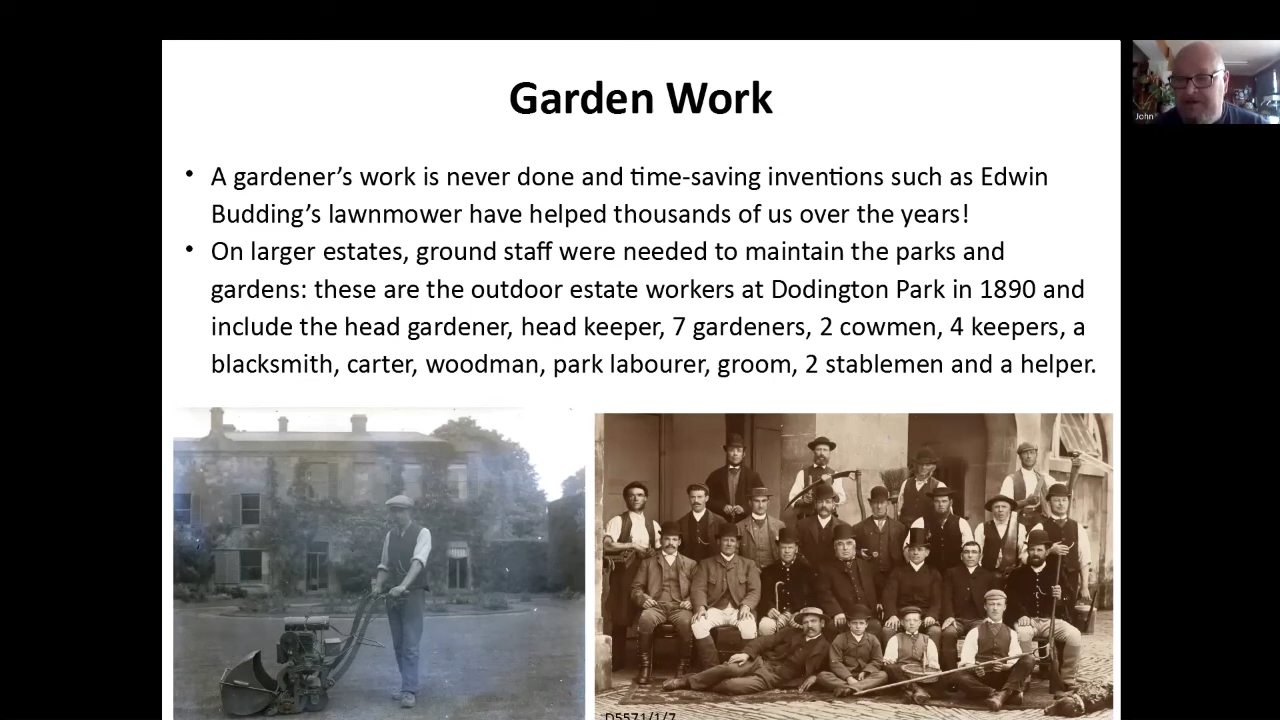 Garden Work
• A gardener’s work is never done and time-saving inventions such as Edwin
Budding’s lawnmower have helped thousands of us over the years!
• On larger estates, ground staff were needed to maintain the parks and
gardens: these are the outdoor estate workers at Dodington Park in 1890 and
include the head gardener, head keeper, 7 gardeners, 2 cowmen, 4 keepers, a
blacksmith, carter, woodman, park labourer, groom, 2 stablemen and a helper.
John
D5571/1/7